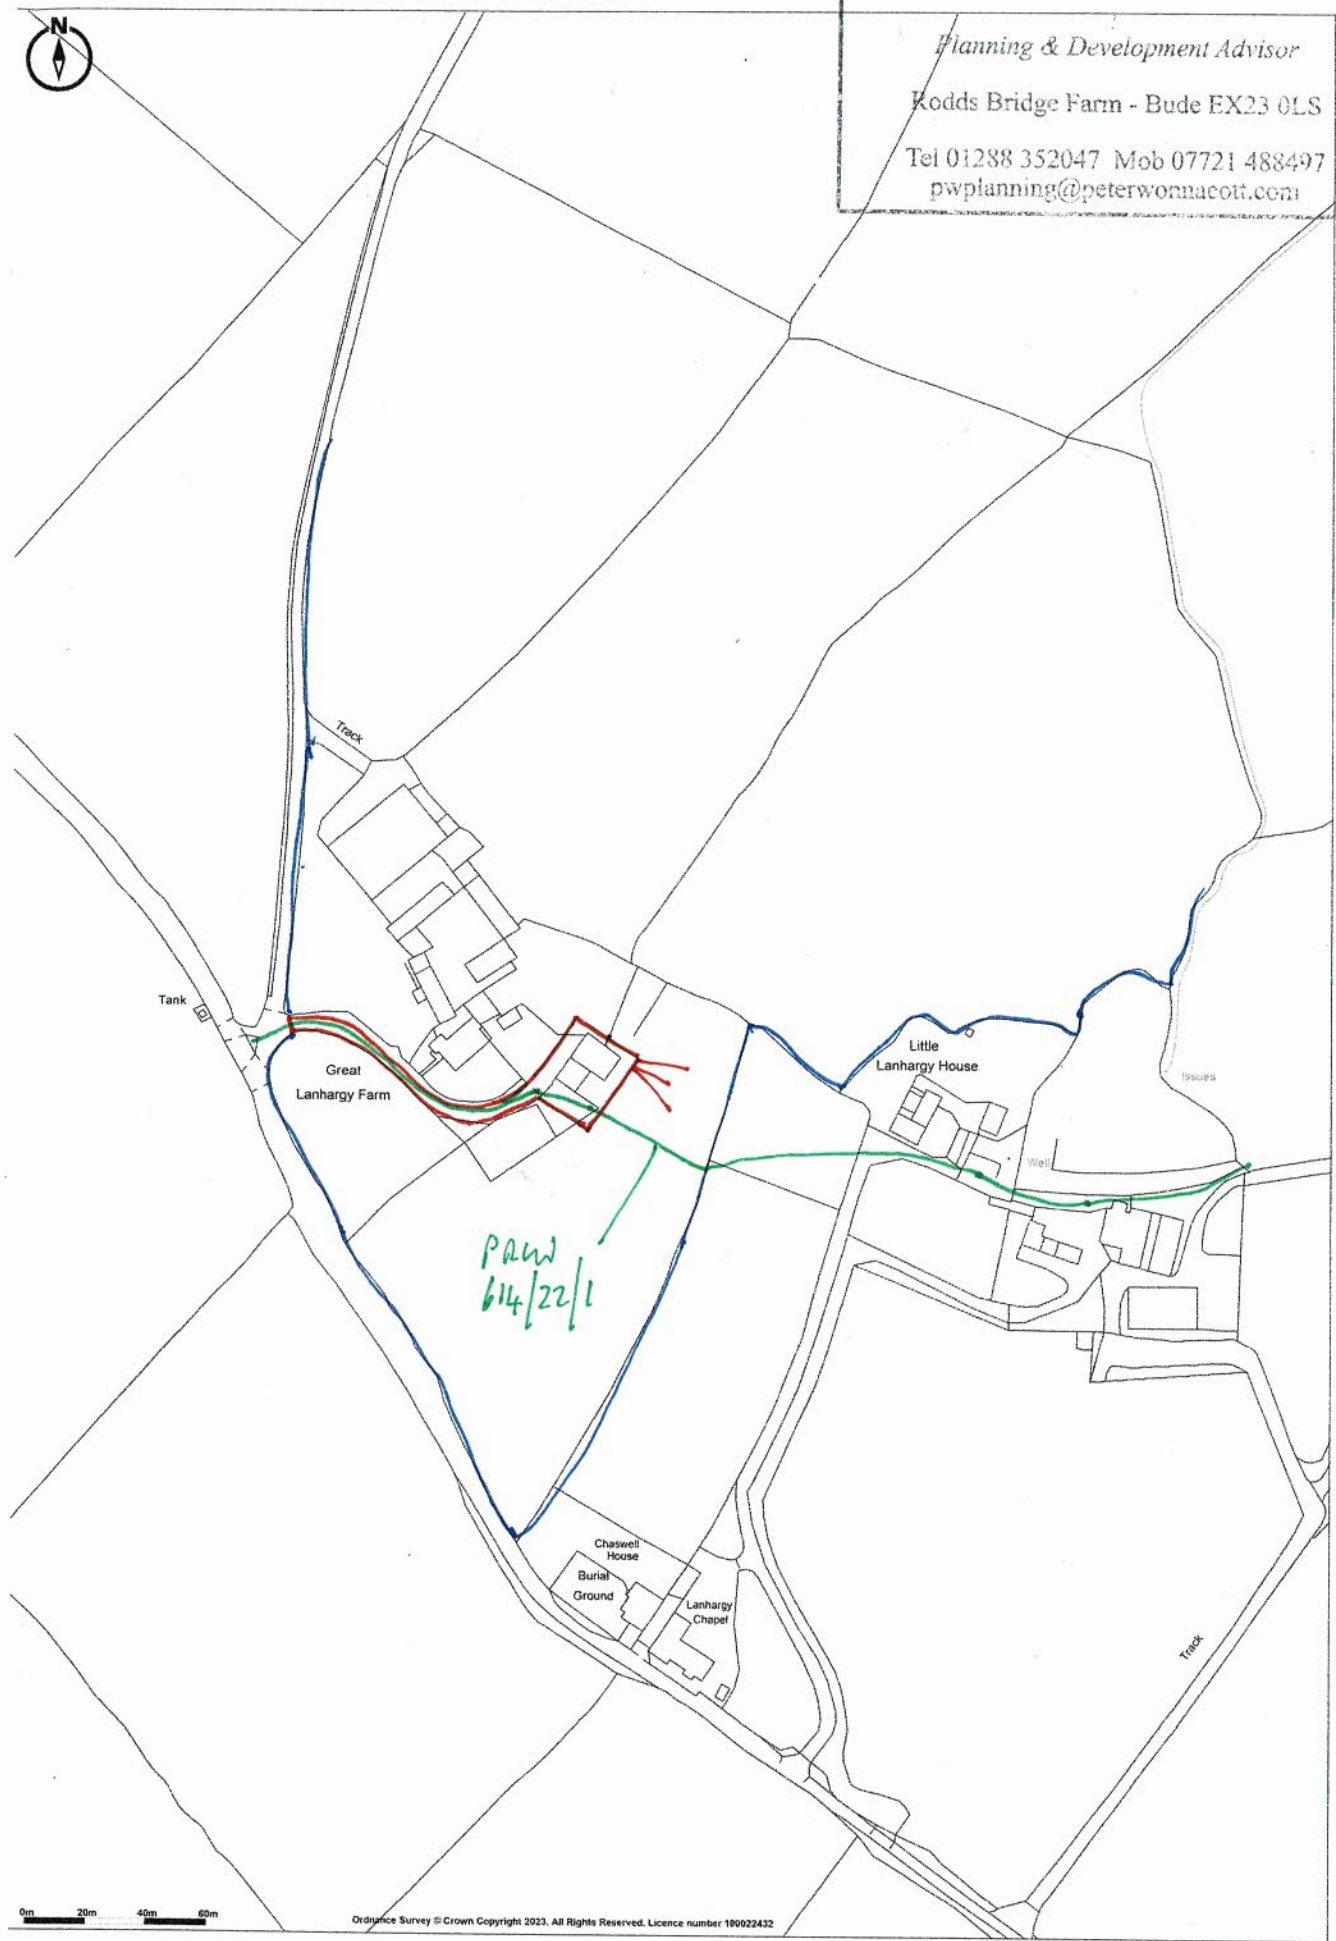 N
Planning & Development Advisor
Rodds Bridge Farm - Bude EX23 0LS
Tel 01288 352047 Mob 07721 488497
pwplanning@peterwonnacott.com
Track
Tank
Great
Lanhargy Farm
Little
Lanhargy House
Issues
Well
PROW
614/22/1
Chaswell
House
Burial
Ground
Lanhargy
Chapel
Track
0m 20m 40m 60m
Ordnance Survey © Crown Copyright 2023. All Rights Reserved. Licence number 100022432